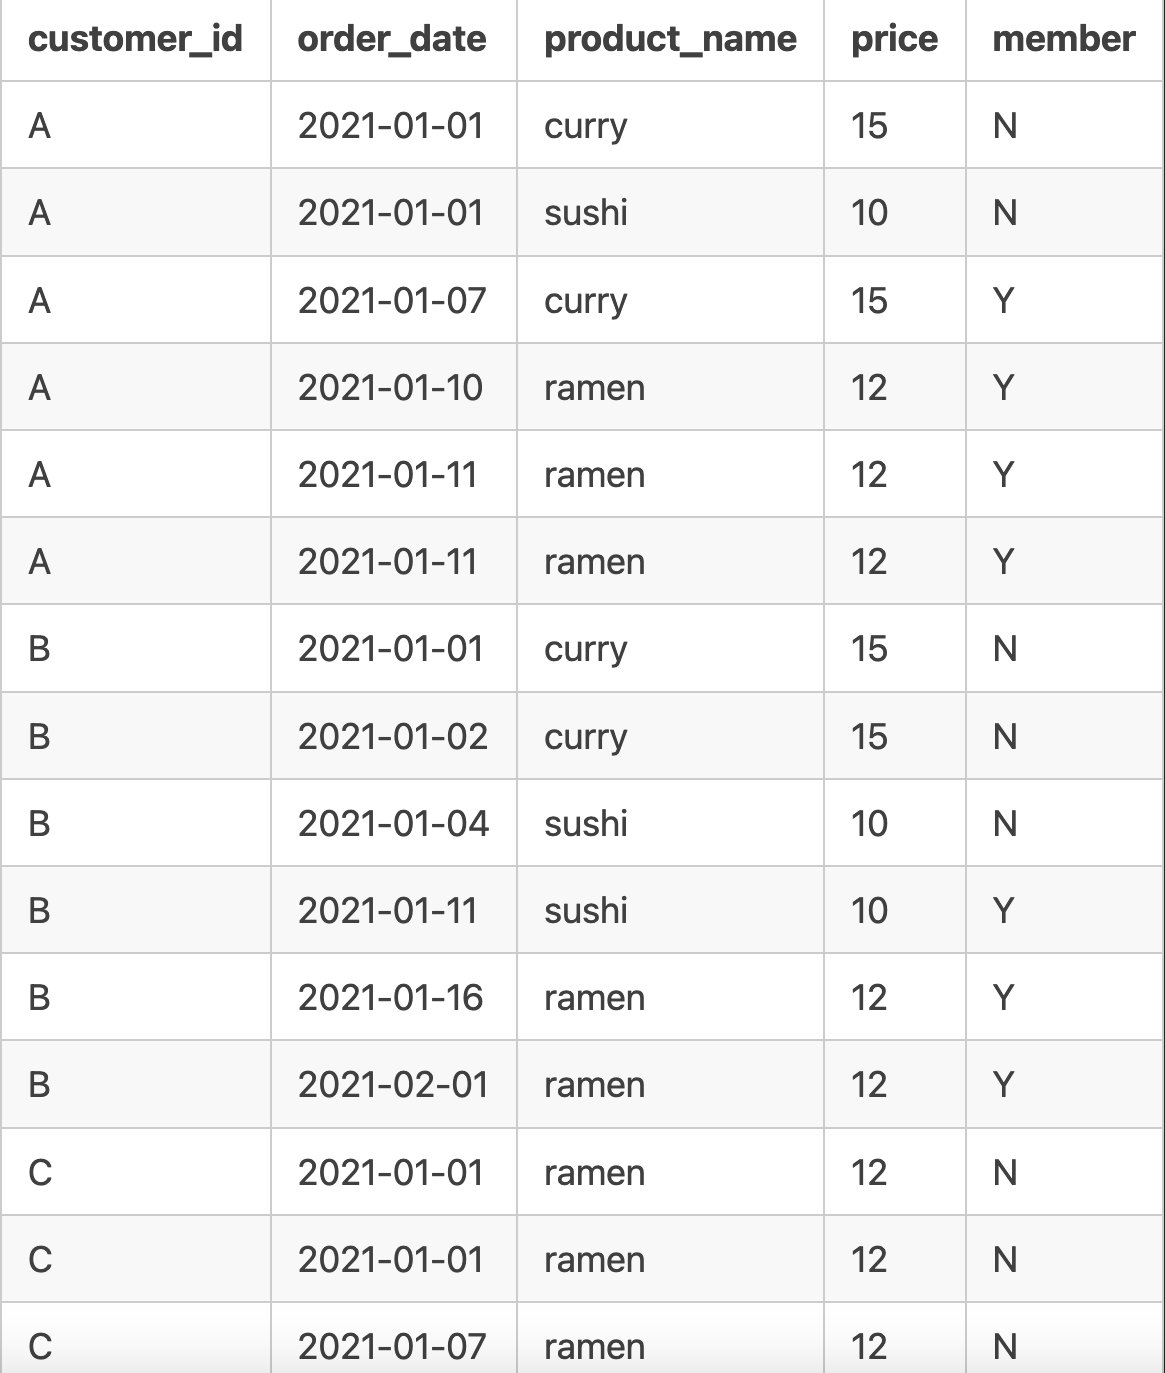 customer_id order_date product_name price member
A 2021-01-01 curry 15 N
A 2021-01-01 sushi 10 N
A 2021-01-07 curry 15 Y
A 2021-01-10 ramen 12 Y
A 2021-01-11 ramen 12 Y
A 2021-01-11 ramen 12 Y
B 2021-01-01 curry 15 N
B 2021-01-02 curry 15 N
B 2021-01-04 sushi 10 N
B 2021-01-11 sushi 10 Y
B 2021-01-16 ramen 12 Y
B 2021-02-01 ramen 12 Y
C 2021-01-01 ramen 12 N
C 2021-01-01 ramen 12 N
C 2021-01-07 ramen 12 N